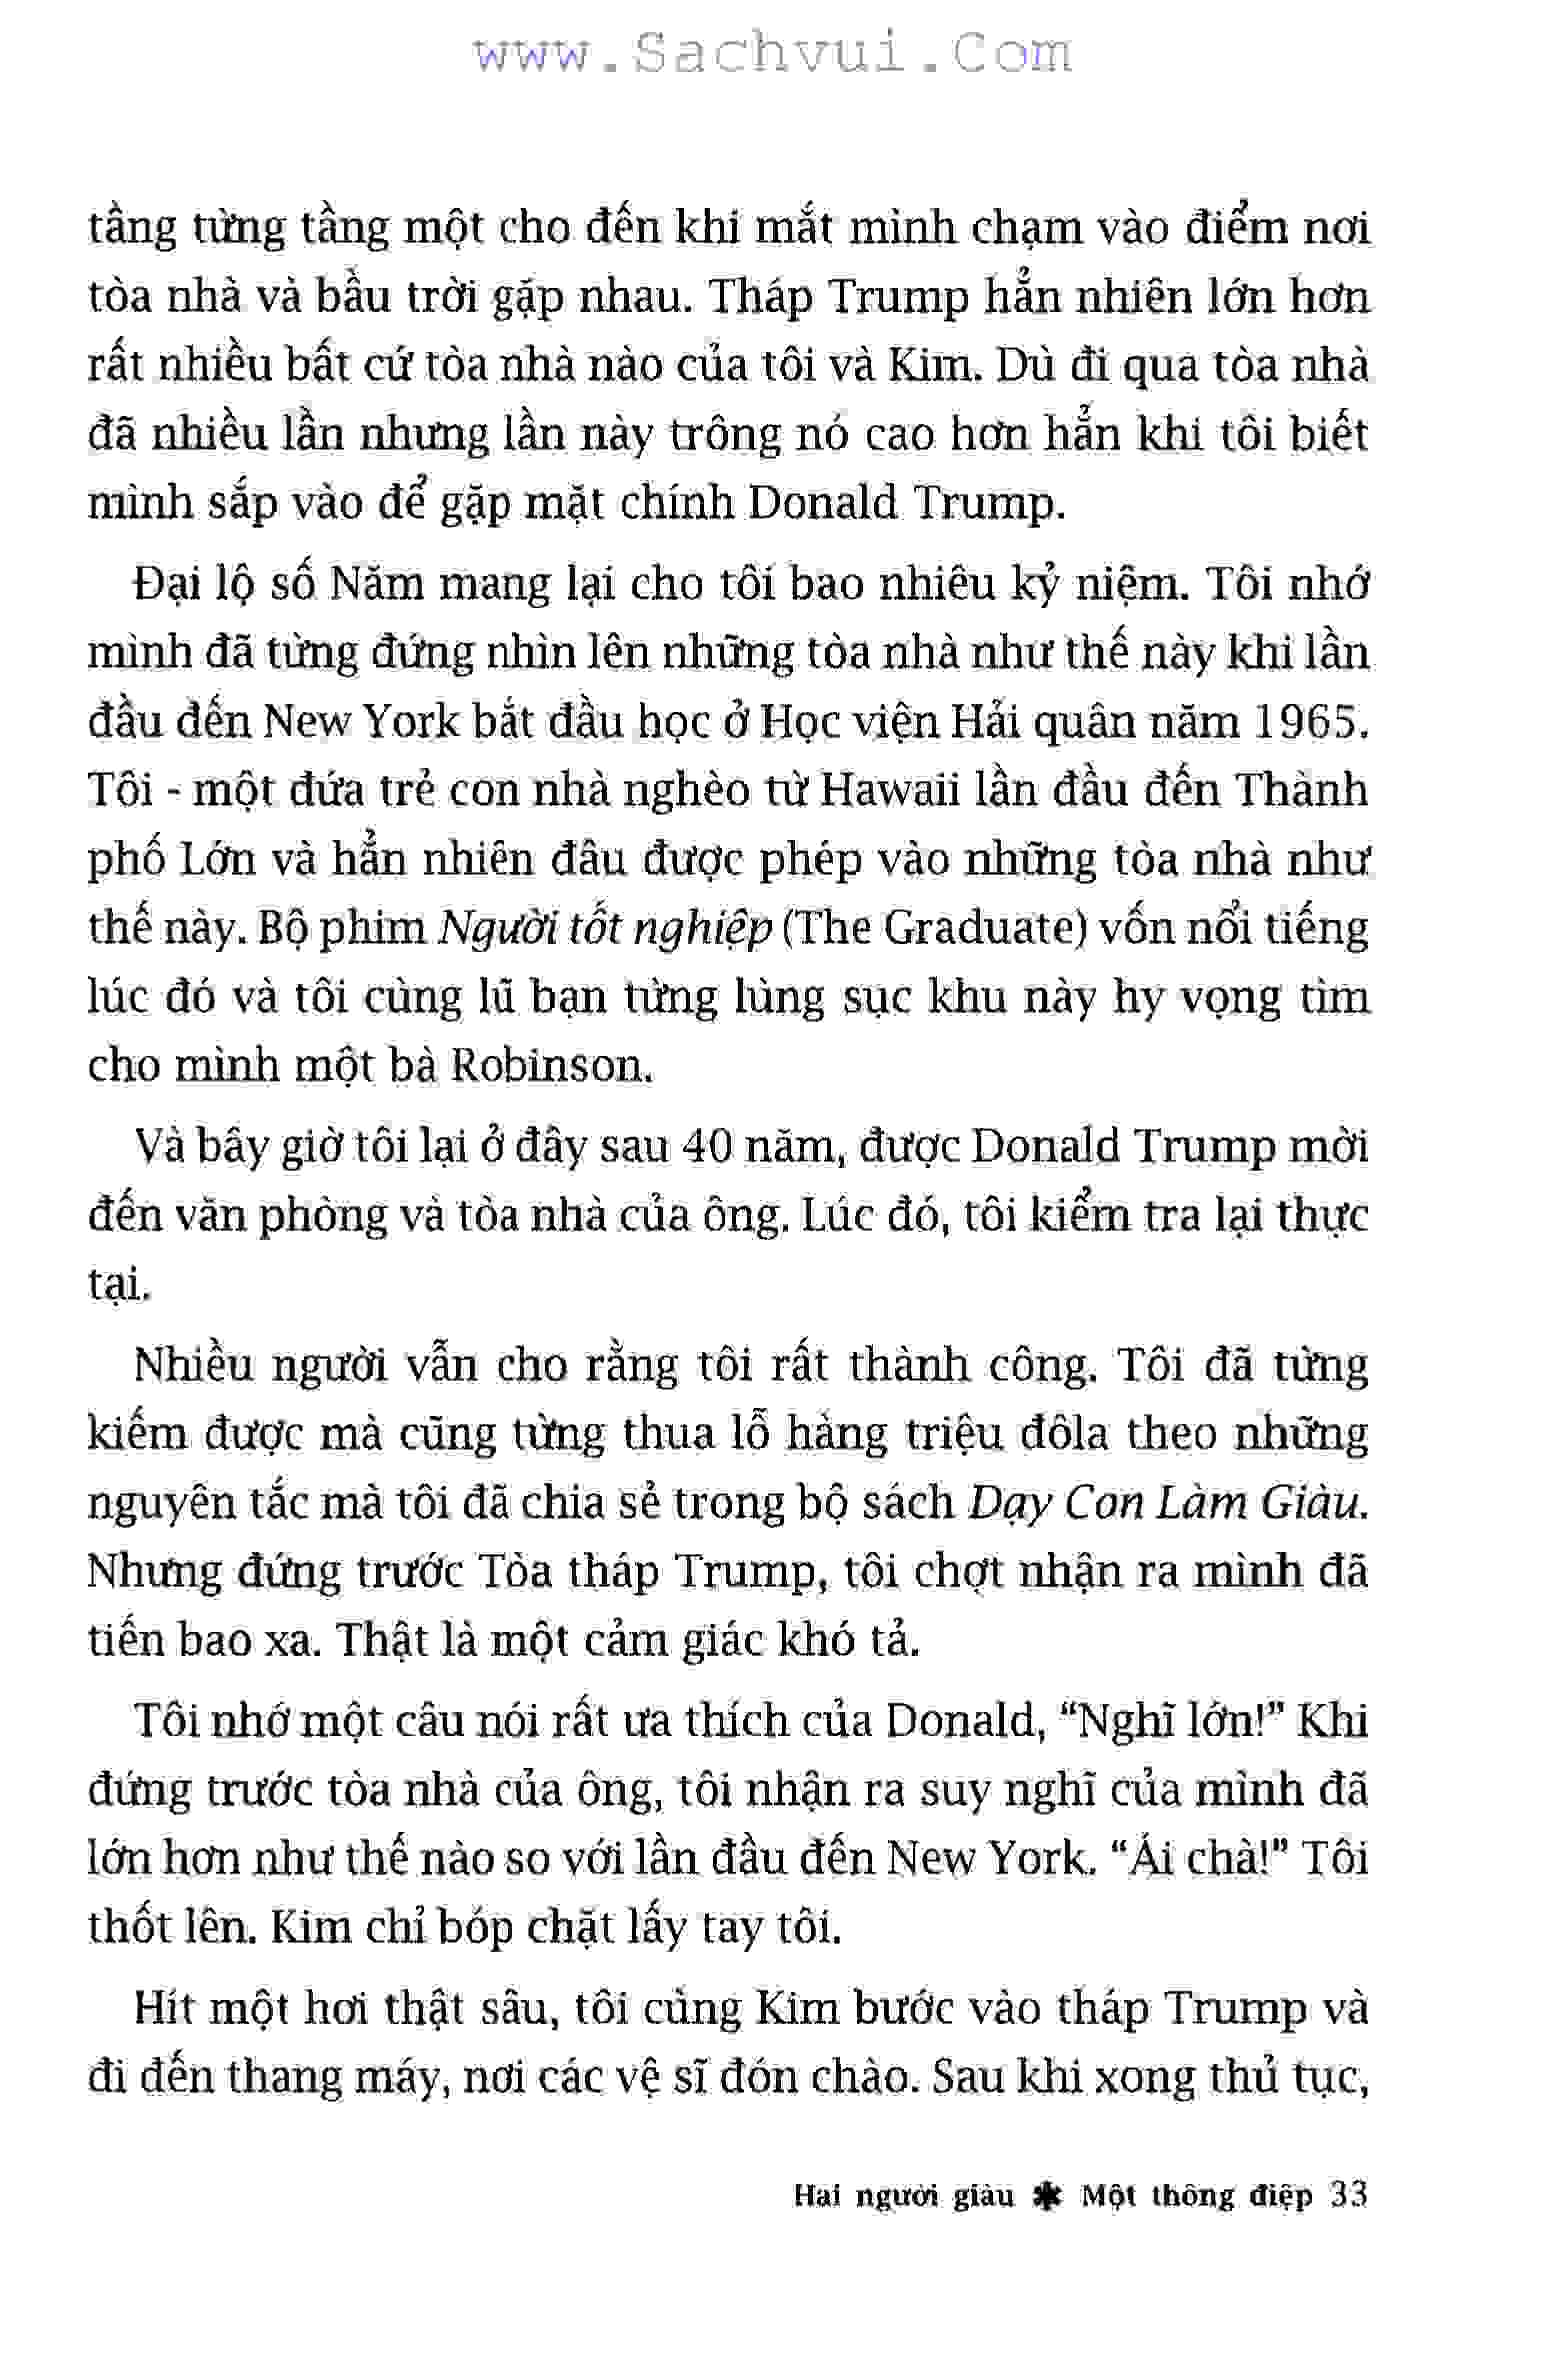 www.Sachvui.Com
tầng từng tầng một cho đến khi mắt mình chạm vào điểm nơi
tòa nhà và bầu trời gặp nhau. Tháp Trump hẳn nhiên lớn hơn
rất nhiều bất cứ tòa nhà nào của tôi và Kim. Dù đi qua tòa nhà
đã nhiều lần nhưng lần này trông nó cao hơn hẳn khi tôi biết
mình sắp vào để gặp mặt chính Donald Trump.
Đại lộ số Năm mang lại cho tôi bao nhiêu kỷ niệm. Tôi nhớ
mình đã từng đứng nhìn lên những tòa nhà như thế này khi lần
đầu đến New York bắt đầu học ở Học viện Hải quân năm 1965.
Tôi - một đứa trẻ con nhà nghèo từ Hawaii lần đầu đến Thành
phố Lớn và hẳn nhiên đâu được phép vào những tòa nhà như
thế này. Bộ phim Người tốt nghiệp (The Graduate) vốn nổi tiếng
lúc đó và tôi cùng lũ bạn từng lùng sục khu này hy vọng tìm
cho mình một bà Robinson.
Và bây giờ tôi lại ở đây sau 40 năm, được Donald Trump mời
đến văn phòng và tòa nhà của ông. Lúc đó, tôi kiểm tra lại thực
tại.
Nhiều người vẫn cho rằng tôi rất thành công. Tôi đã từng
kiếm được mà cũng từng thua lỗ hàng triệu đôla theo những
nguyên tắc mà tôi đã chia sẻ trong bộ sách Dạy Con Làm Giàu.
Nhưng đứng trước Tòa tháp Trump, tôi chợt nhận ra mình đã
tiến bao xa. Thật là một cảm giác khó tả.
Tôi nhớ một câu nói rất ưa thích của Donald, “Nghĩ lớn!” Khi
đứng trước tòa nhà của ông, tôi nhận ra suy nghĩ của mình đã
lớn hơn như thế nào so với lần đầu đến New York. “Ái chà!” Tôi
thốt lên. Kim chỉ bóp chặt lấy tay tôi.
Hít một hơi thật sâu, tôi cùng Kim bước vào tháp Trump và
đi đến thang máy, nơi các vệ sĩ đón chào. Sau khi xong thủ tục,
Hai người giàu ✱ Một thông điệp 33